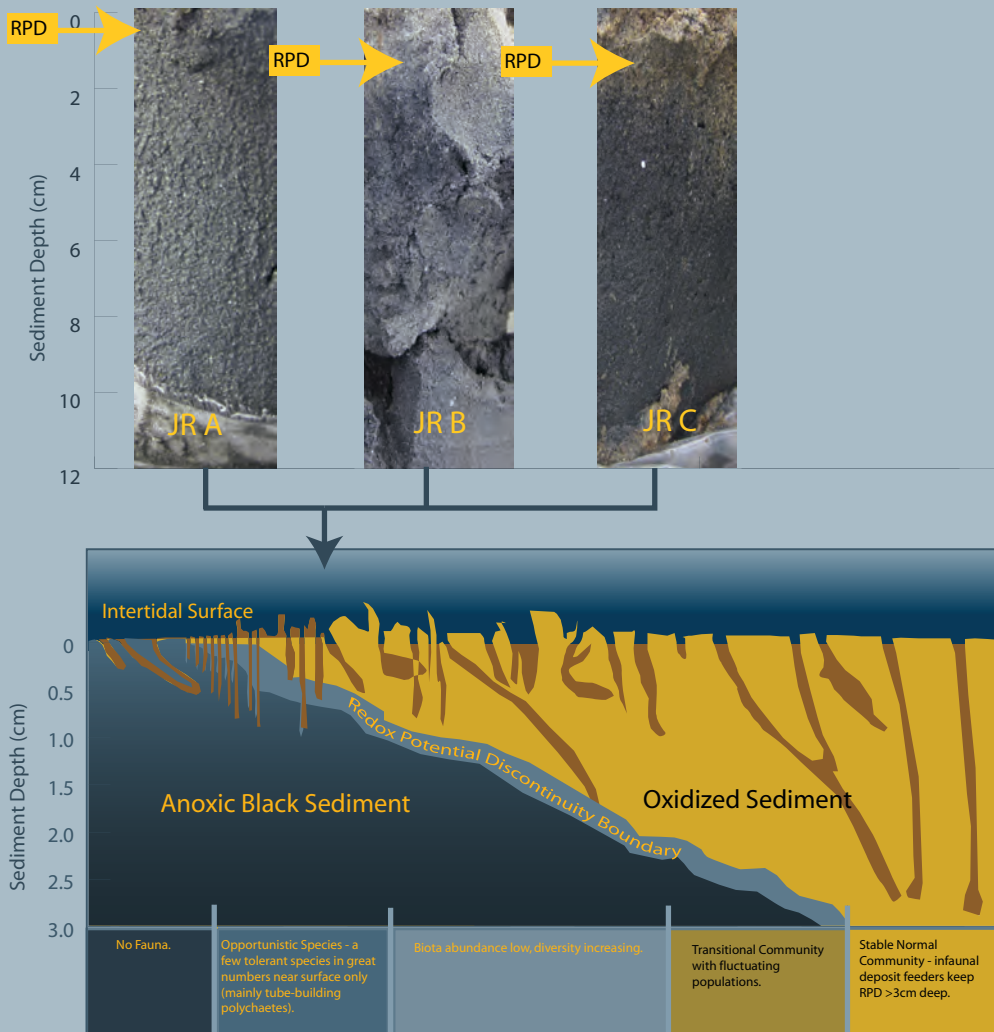 RPD
RPD
RPD
Sediment Depth (cm)
0
2
4
6
8
10
12
JR A
JR B
JR C
Intertidal Surface
Sediment Depth (cm)
0
0.5
1.0
1.5
2.0
2.5
3.0
Redox Potential Discontinuity Boundary
Anoxic Black Sediment
Oxidized Sediment
No Fauna.
Opportunistic Species - a
few tolerant species in great
numbers near surface only
(mainly tube-building
polychaetes).
Biota abundance low, diversity increasing.
Transitional Community
with fluctuating
populations.
Stable Normal
Community - infaunal
deposit feeders keep
RPD >3cm deep.